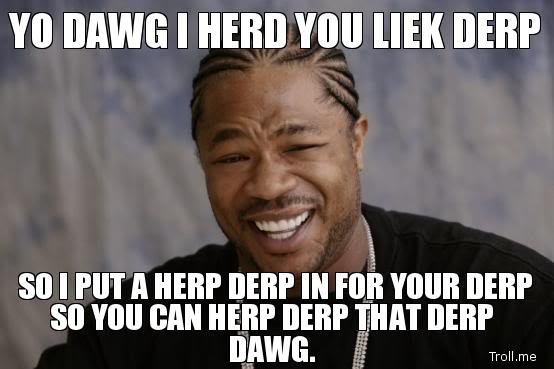 YO DAWG I HERD YOU LIEK DERP
SO I PUT A HERP DERP IN FOR YOUR DERP
SO YOU CAN HERP DERP THAT DERP
DAWG.
Troll.me